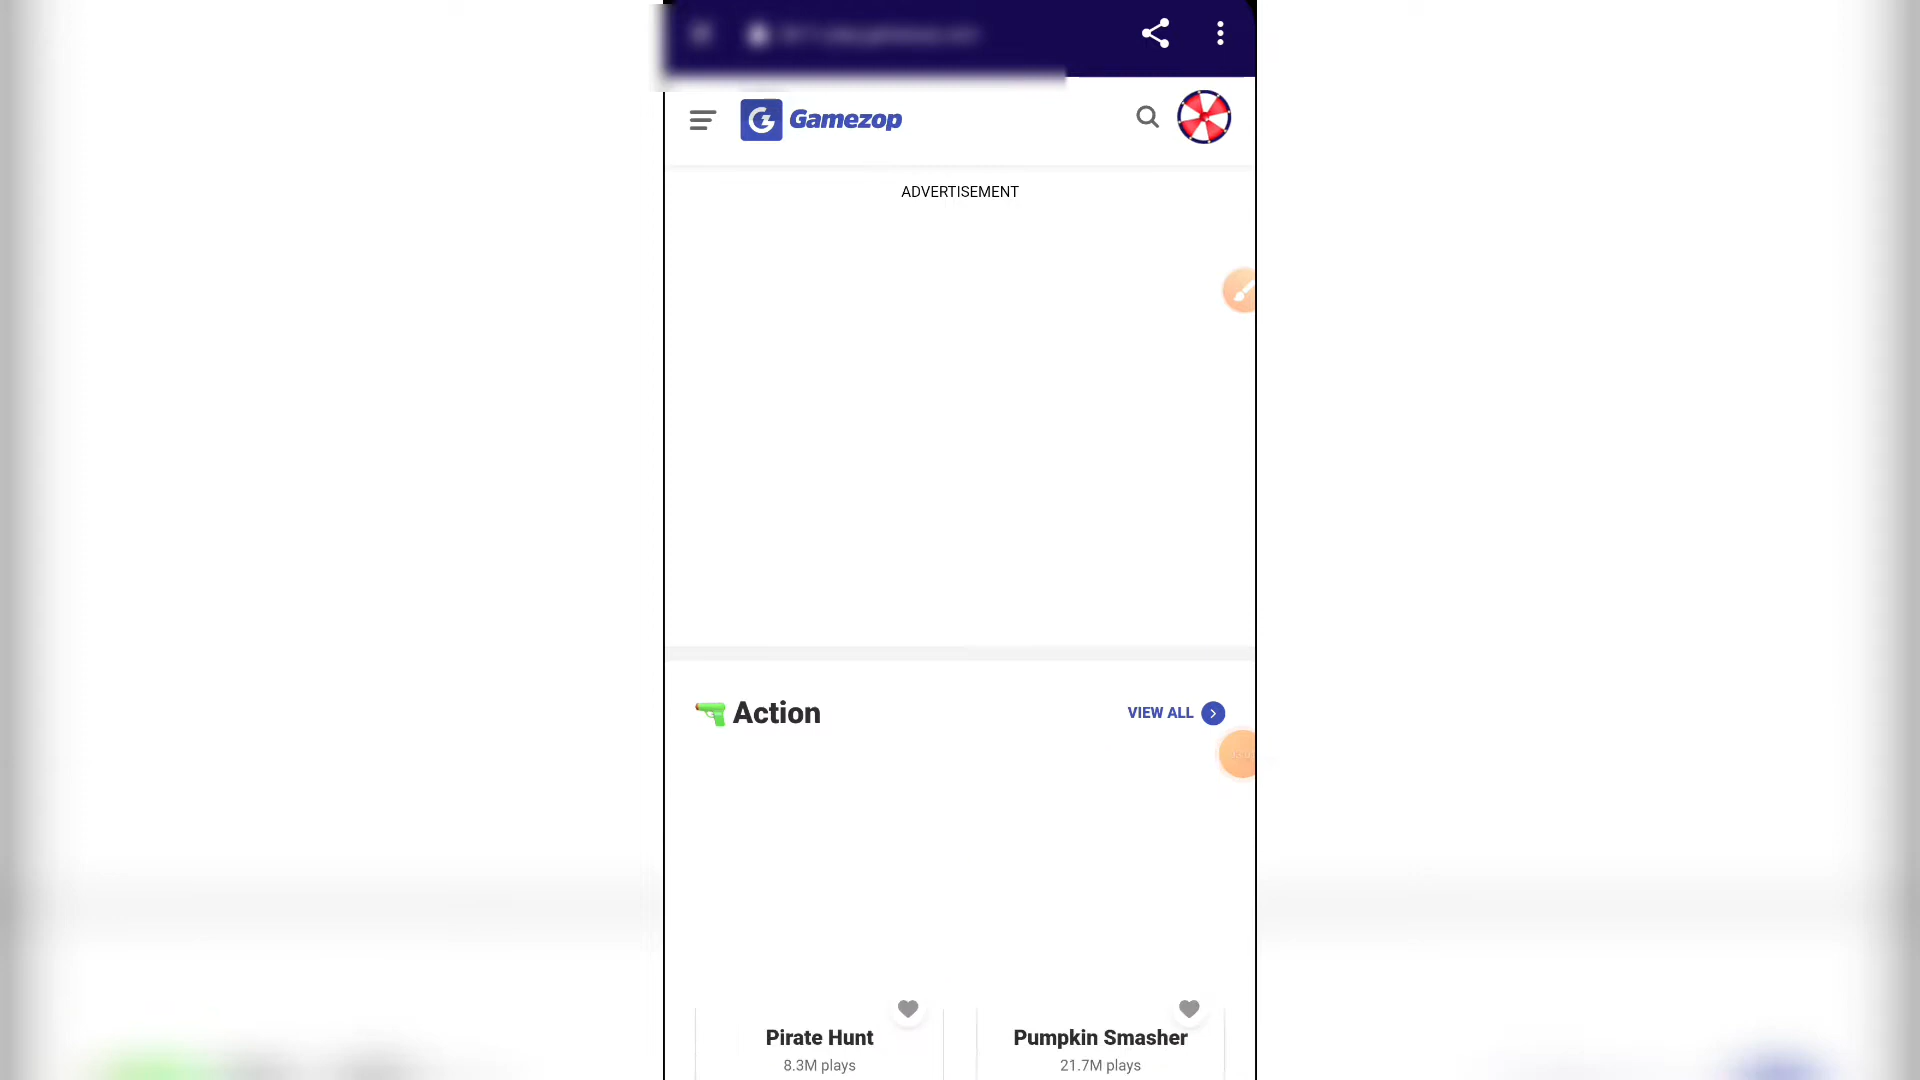 Gamezop
ADVERTISEMENT
Action
VIEW ALL
Pirate Hunt
8.3M plays
Pumpkin Smasher
21.7M plays